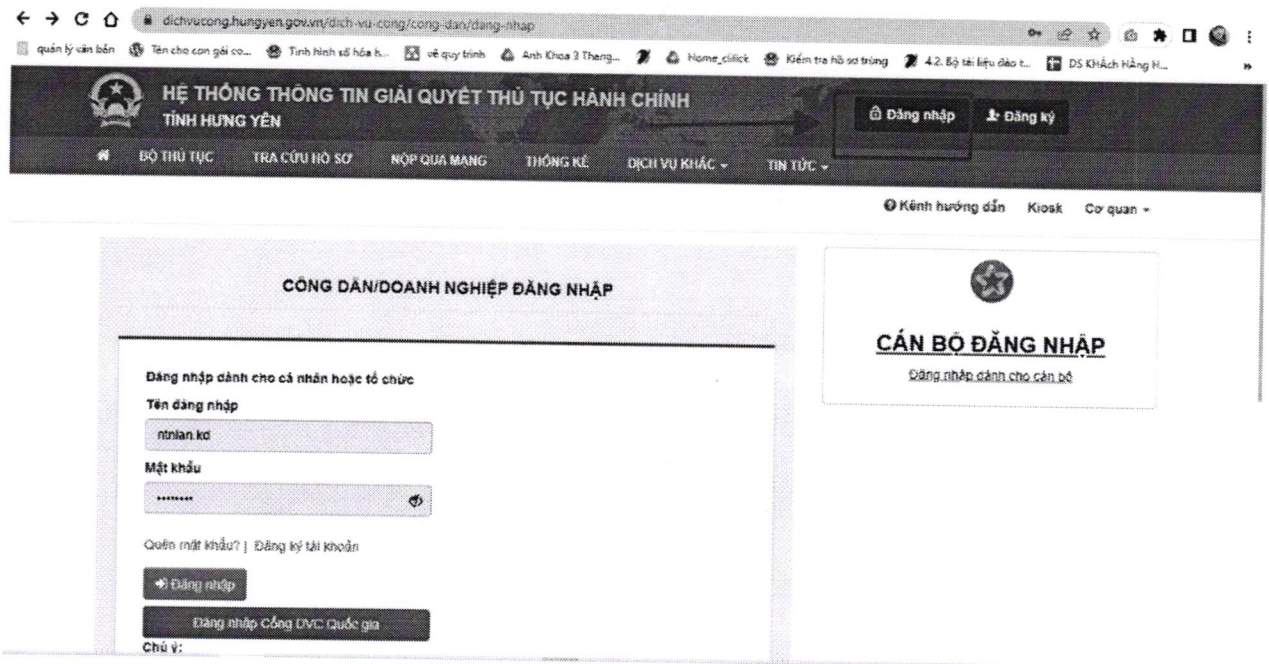 dichvucong.hungyen.gov.vn/dich-vu-cong/cong-dan/dang-nhap
quản lý văn bản Tên cho con gái co... Tình hình số hóa h... vẽ quy trình Anh Khoa 3 Thang... Home_clilick Kiểm tra hồ sơ trùng 4.2. Bộ tài liệu đào t... DS KHÁch HÀng H...
HỆ THỐNG THÔNG TIN GIẢI QUYẾT THỦ TỤC HÀNH CHÍNH
TỈNH HƯNG YÊN
Đăng nhập Đăng ký
BỘ THỦ TỤC TRA CỨU HỒ SƠ NỘP QUA MẠNG THỐNG KÊ DỊCH VỤ KHÁC TIN TỨC
Kênh hướng dẫn Kiosk Cơ quan
CÔNG DÂN/DOANH NGHIỆP ĐĂNG NHẬP
Đăng nhập dành cho cá nhân hoặc tổ chức
Tên đăng nhập
ntnlan.kd
Mật khẩu
••••••••
Quên mật khẩu? | Đăng ký tài khoản
Đăng nhập
Đăng nhập Cổng DVC Quốc gia
Chú ý:
CÁN BỘ ĐĂNG NHẬP
Đăng nhập dành cho cán bộ